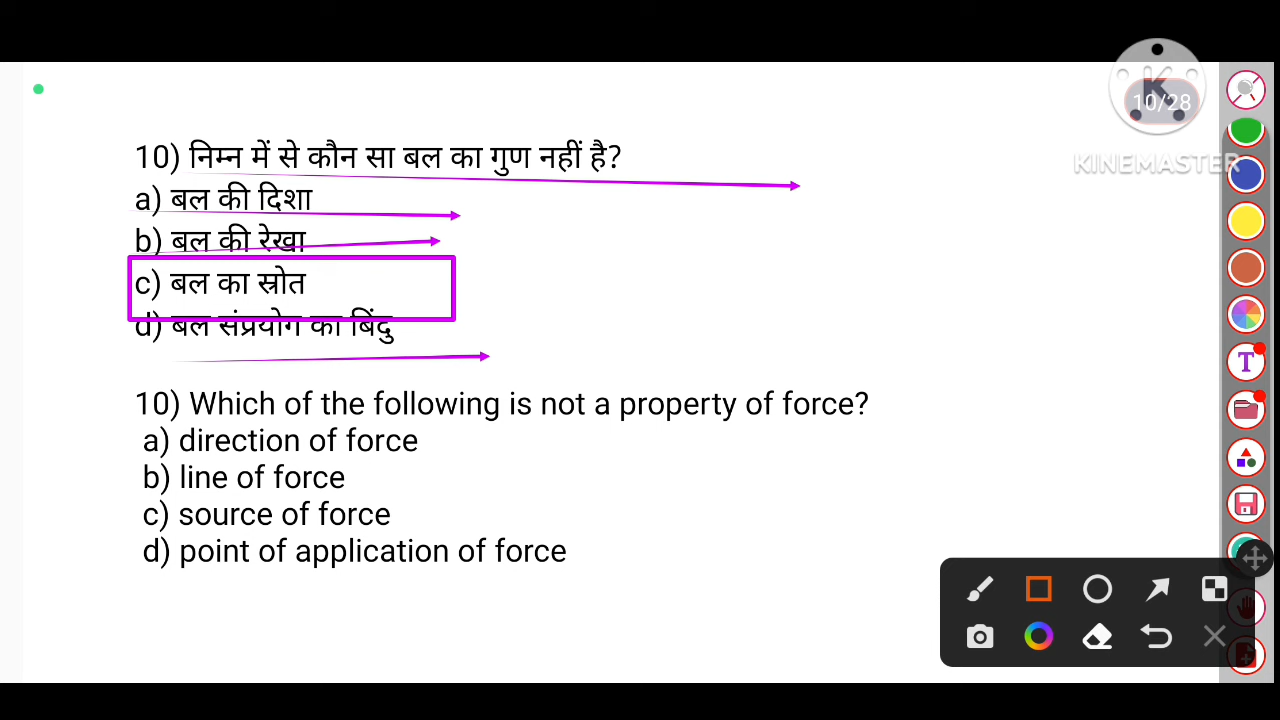 10/28
KINEMASTER
10) निम्न में से कौन सा बल का गुण नहीं है?
a) बल की दिशा
b) बल की रेखा
c) बल का स्रोत
d) बल संप्रयोग का बिंदु
10) Which of the following is not a property of force?
a) direction of force
b) line of force
c) source of force
d) point of application of force
T